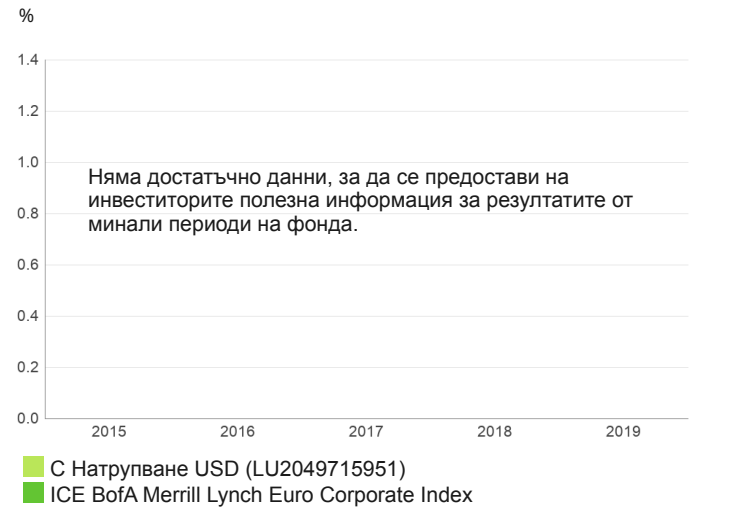 %
1.4
1.2
1.0
Няма достатъчно данни, за да се предостави на
инвеститорите полезна информация за резултатите от
минали периоди на фонда.
0.8
0.6
0.4
0.2
0.0
2015 2016 2017 2018 2019
C Натрупване USD (LU2049715951)
ICE BofA Merrill Lynch Euro Corporate Index